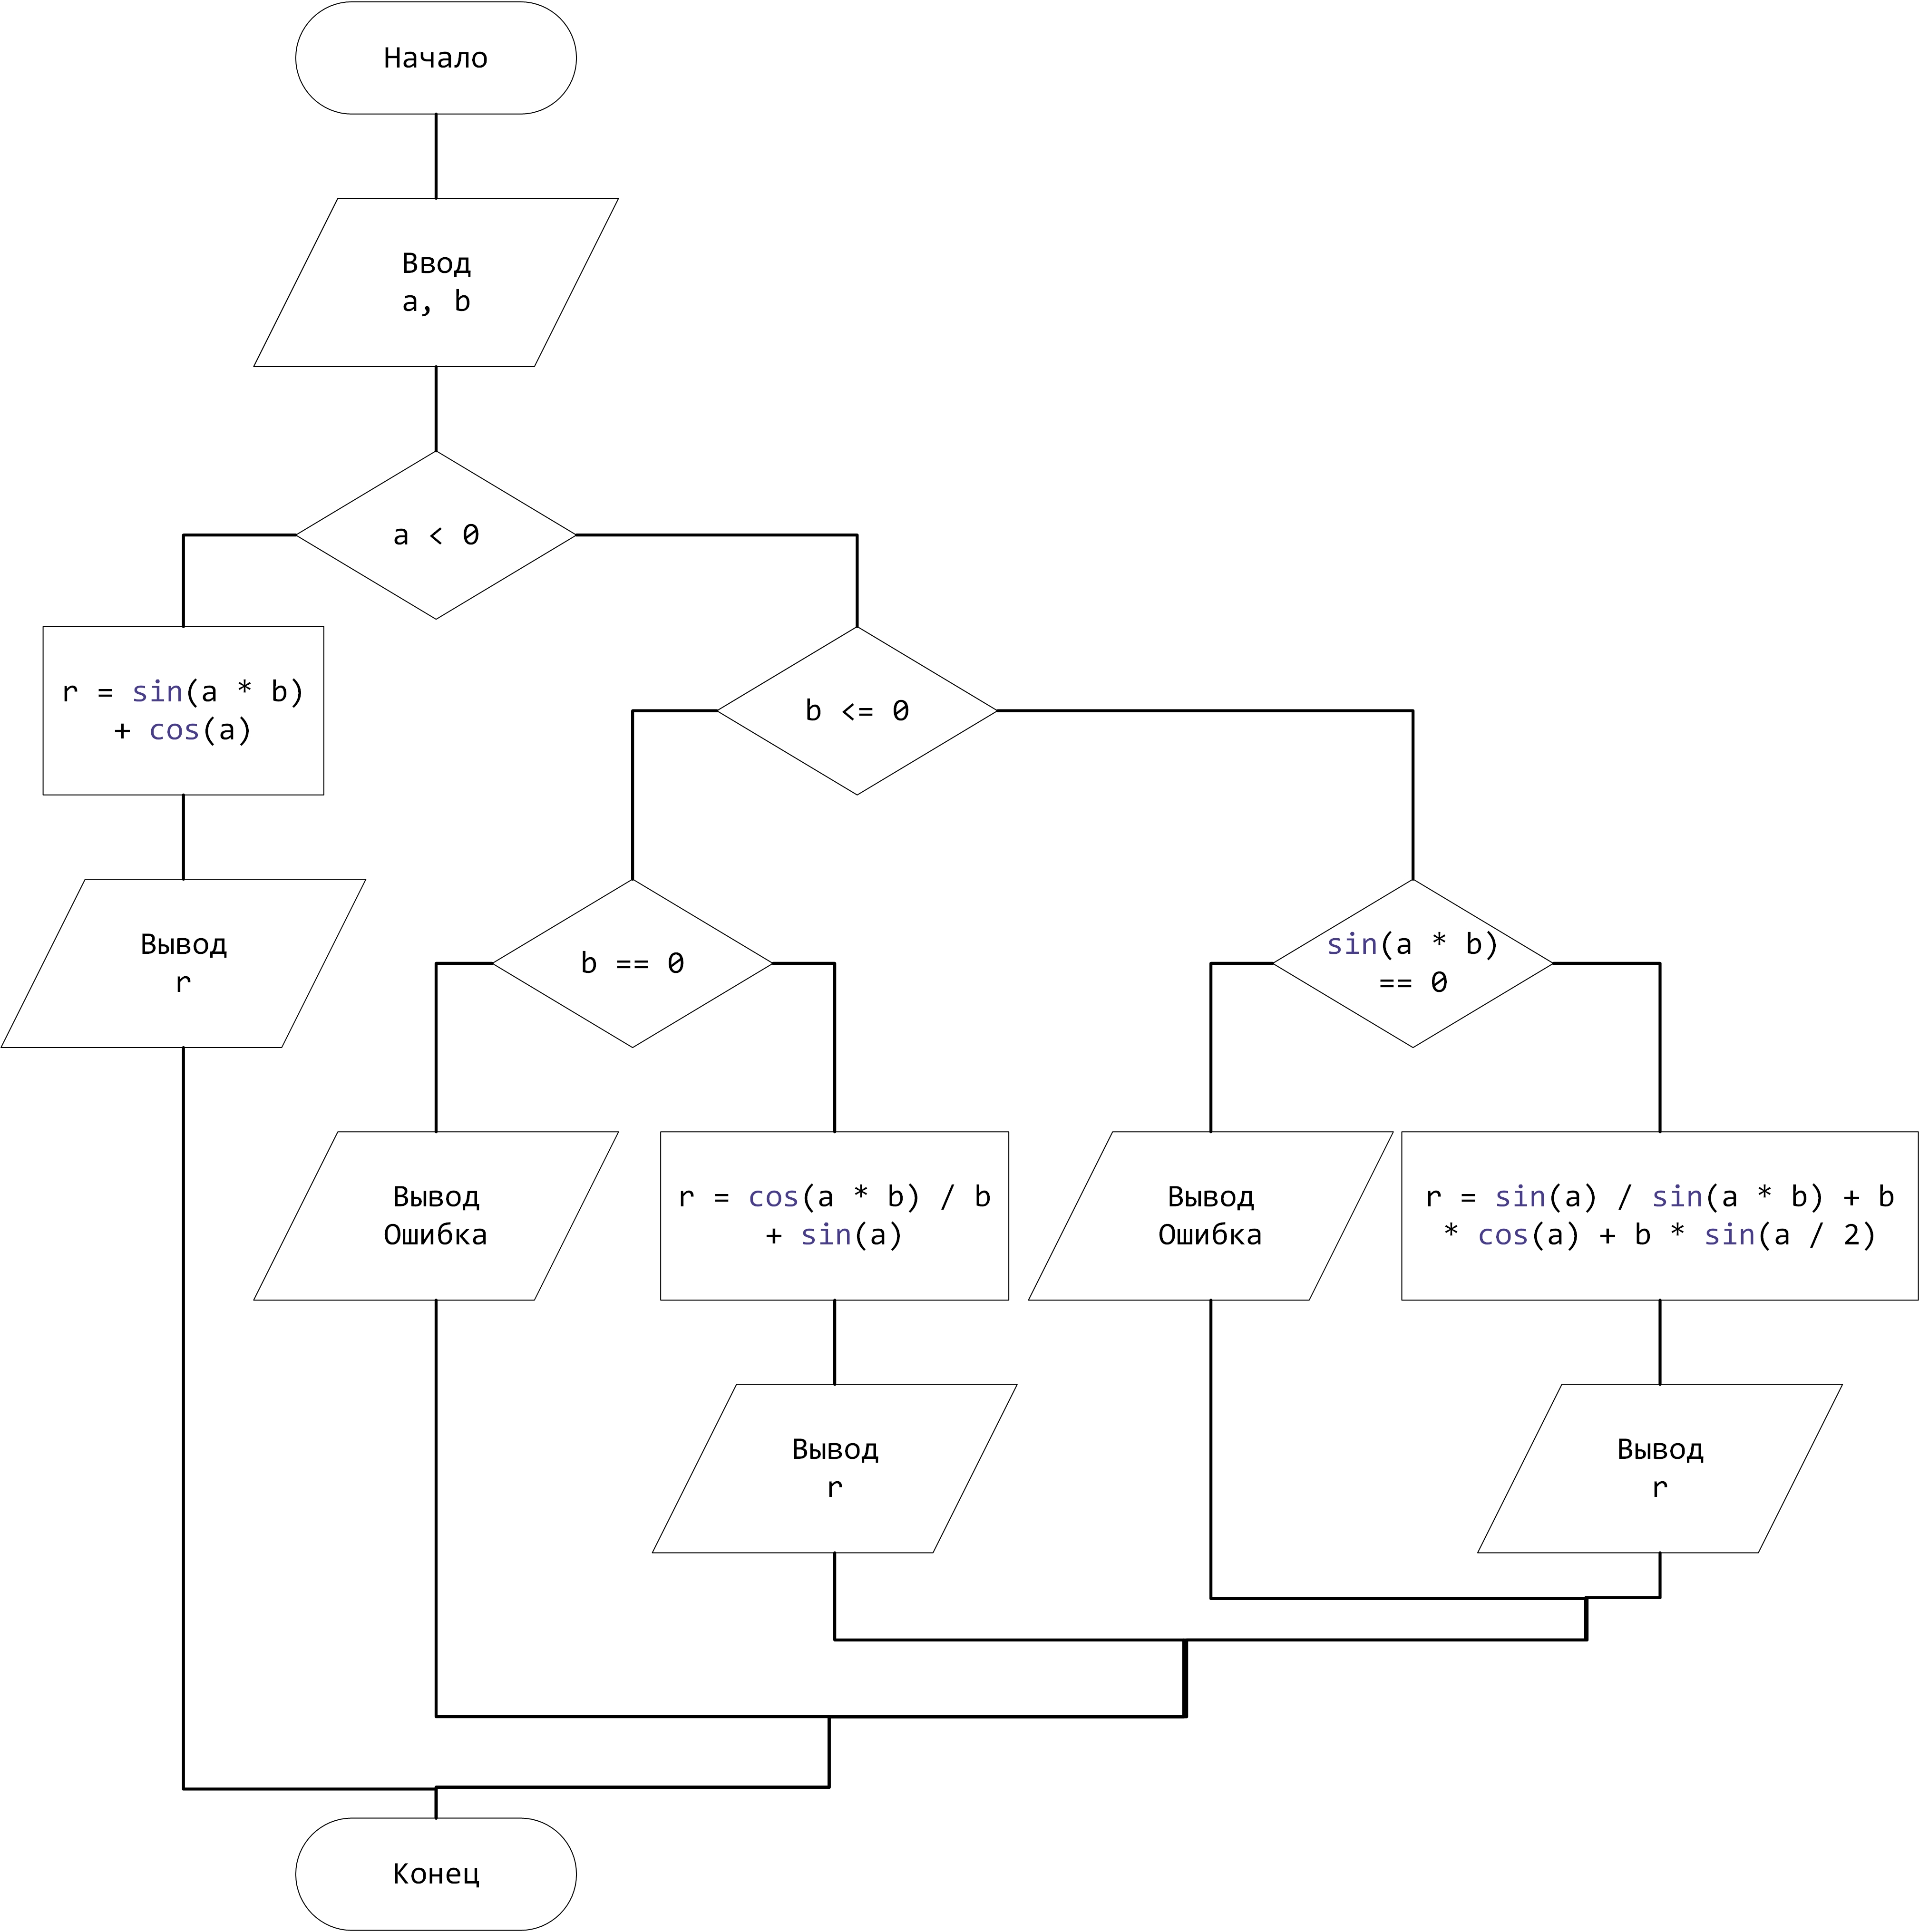 Начало
Ввод
a, b
a < 0
r = sin(a * b)
+ cos(a)
b <= 0
Вывод
r
b == 0
sin(a * b)
== 0
Вывод
Ошибка
r = cos(a * b) / b
+ sin(a)
Вывод
Ошибка
r = sin(a) / sin(a * b) + b
* cos(a) + b * sin(a / 2)
Вывод
r
Вывод
r
Конец